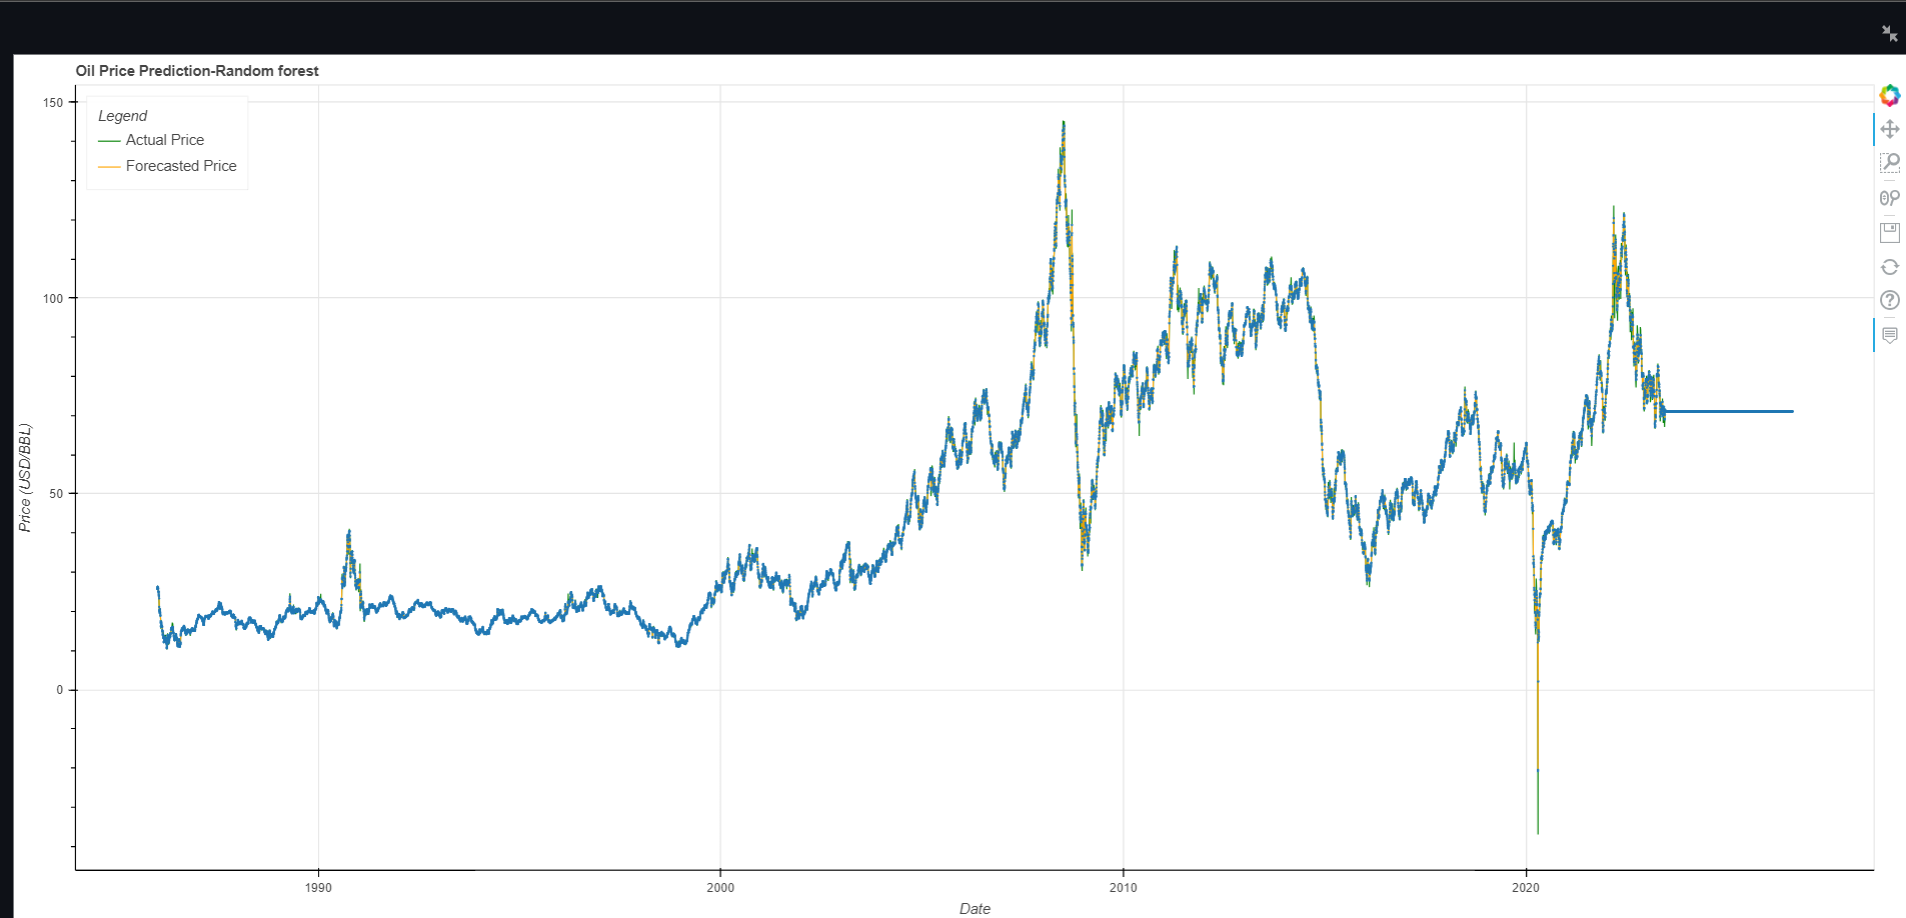 Oil Price Prediction-Random forest
150
Legend
Actual Price
Forecasted Price
100
50
0
Price (USD/BBL)
1990
2000
2010
2020
Date